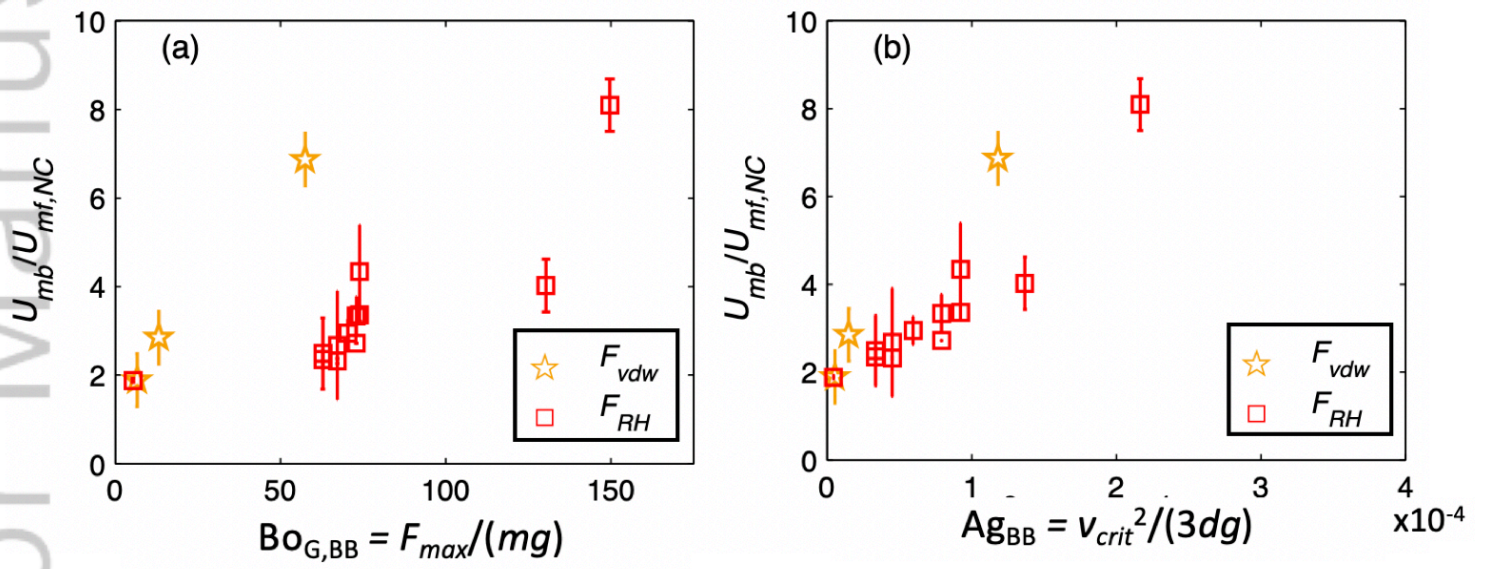 (a)
10
8
6
4
2
0
U_mb/U_mf,NC
F_vdw
F_RH
0 50 100 150
Bo_G,BB = F_max/(mg)
(b)
10
8
6
4
2
0
U_mb/U_mf,NC
F_vdw
F_RH
0 1 2 3 4
x10^-4
Ag_BB = v_crit^2/(3dg)